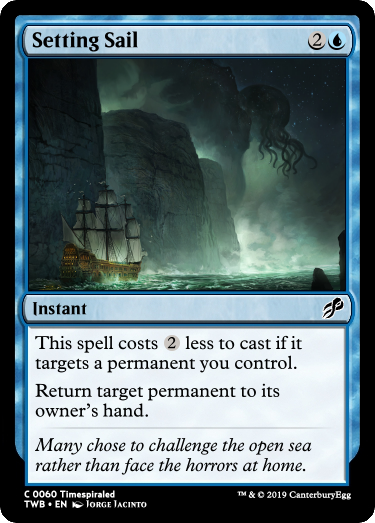 Setting Sail 2
Instant
This spell costs 2 less to cast if it
targets a permanent you control.
Return target permanent to its
owner's hand.
Many chose to challenge the open sea
rather than face the horrors at home.
C 0060 Timespiraled
TWB • EN Jorge Jacinto
™ & © 2019 CanterburyEgg